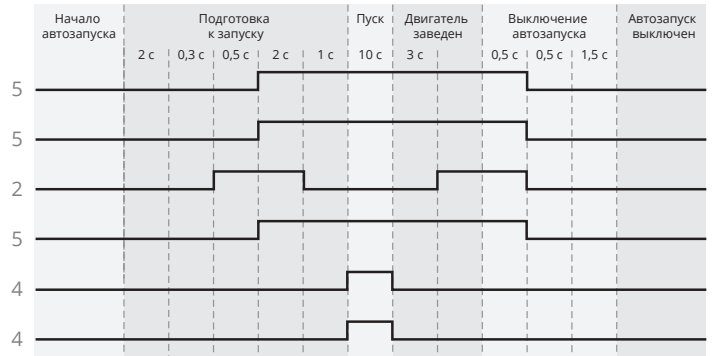 Начало автозапуска
Подготовка к запуску
Пуск
Двигатель заведен
Выключение автозапуска
Автозапуск выключен
2 с 0,3 с 0,5 с 2 с 1 с 10 с 3 с 0,5 с 0,5 с 1,5 с
5
5
2
5
4
4